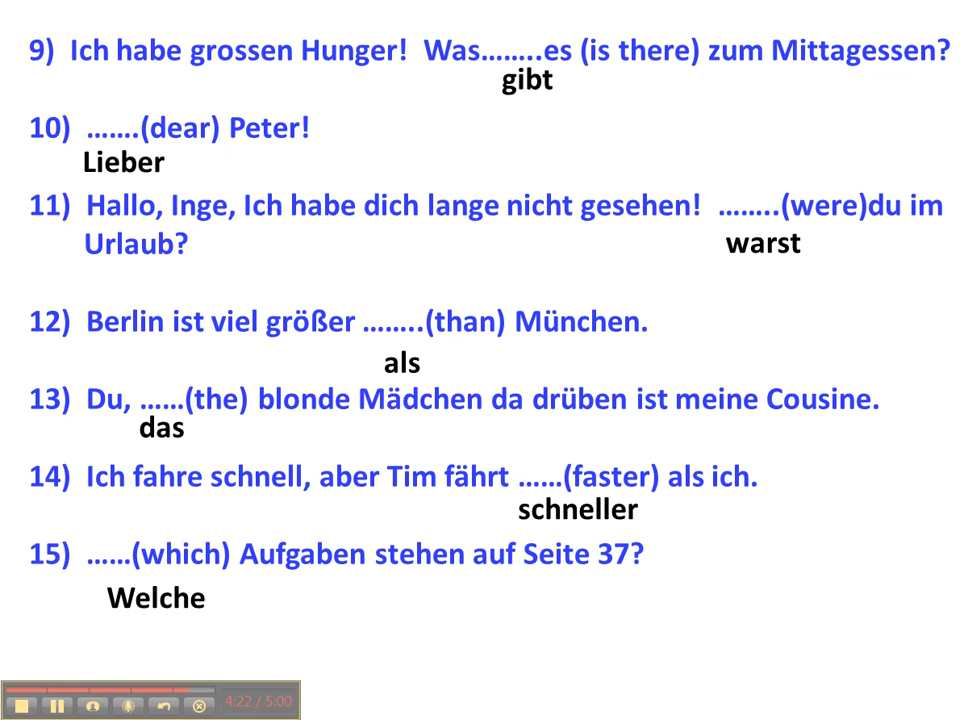 9) Ich habe grossen Hunger! Was……..es (is there) zum Mittagessen?
gibt
10) …….(dear) Peter!
Lieber
11) Hallo, Inge, Ich habe dich lange nicht gesehen! ……..(were)du im
Urlaub?
warst
12) Berlin ist viel größer ……..(than) München.
als
13) Du, ……(the) blonde Mädchen da drüben ist meine Cousine.
das
14) Ich fahre schnell, aber Tim fährt ……(faster) als ich.
schneller
15) ……(which) Aufgaben stehen auf Seite 37?
Welche
4:22 / 5:00